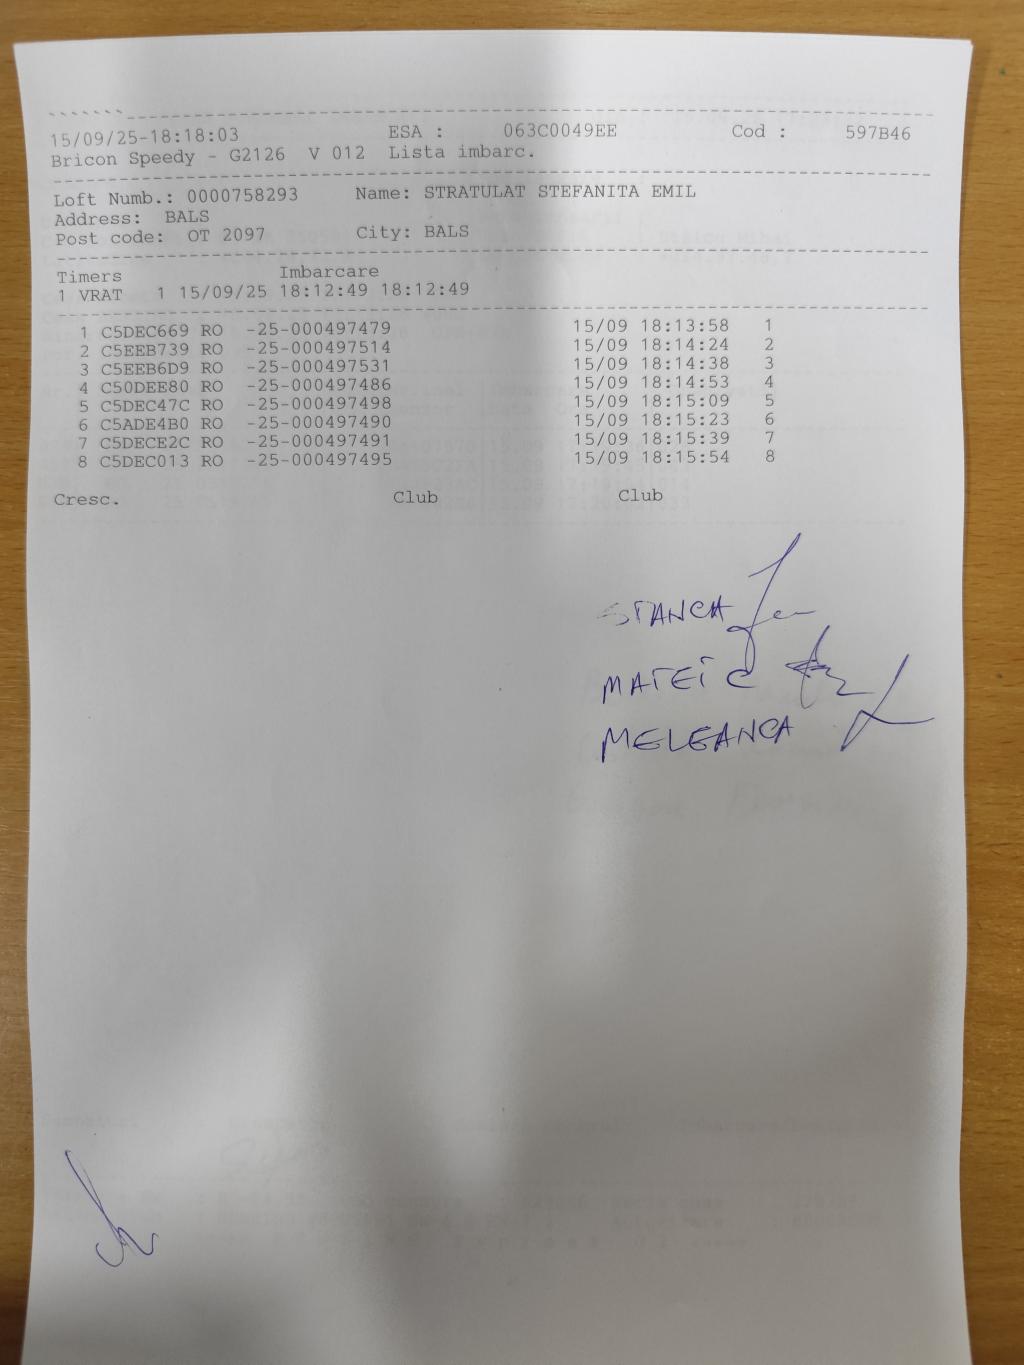 15/09/25-18:18:03 ESA : 063C0049EE Cod : 597B46
Bricon Speedy - G2126 V 012 Lista imbarc.
Loft Numb.: 0000758293 Name: STRATULAT STEFANITA EMIL
Address: BALS
Post code: OT 2097 City: BALS
Timers Imbarcare
1 VRAT 1 15/09/25 18:12:49 18:12:49
1 C5DEC669 RO -25-000497479 15/09 18:13:58 1
2 C5EEB739 RO -25-000497514 15/09 18:14:24 2
3 C5EEB6D9 RO -25-000497531 15/09 18:14:38 3
4 C50DEE80 RO -25-000497486 15/09 18:14:53 4
5 C5DEC47C RO -25-000497498 15/09 18:15:09 5
6 C5ADE4B0 RO -25-000497490 15/09 18:15:23 6
7 C5DECE2C RO -25-000497491 15/09 18:15:39 7
8 C5DEC013 RO -25-000497495 15/09 18:15:54 8
Cresc. Club Club
STANCA
MATEI C
MELEANCA